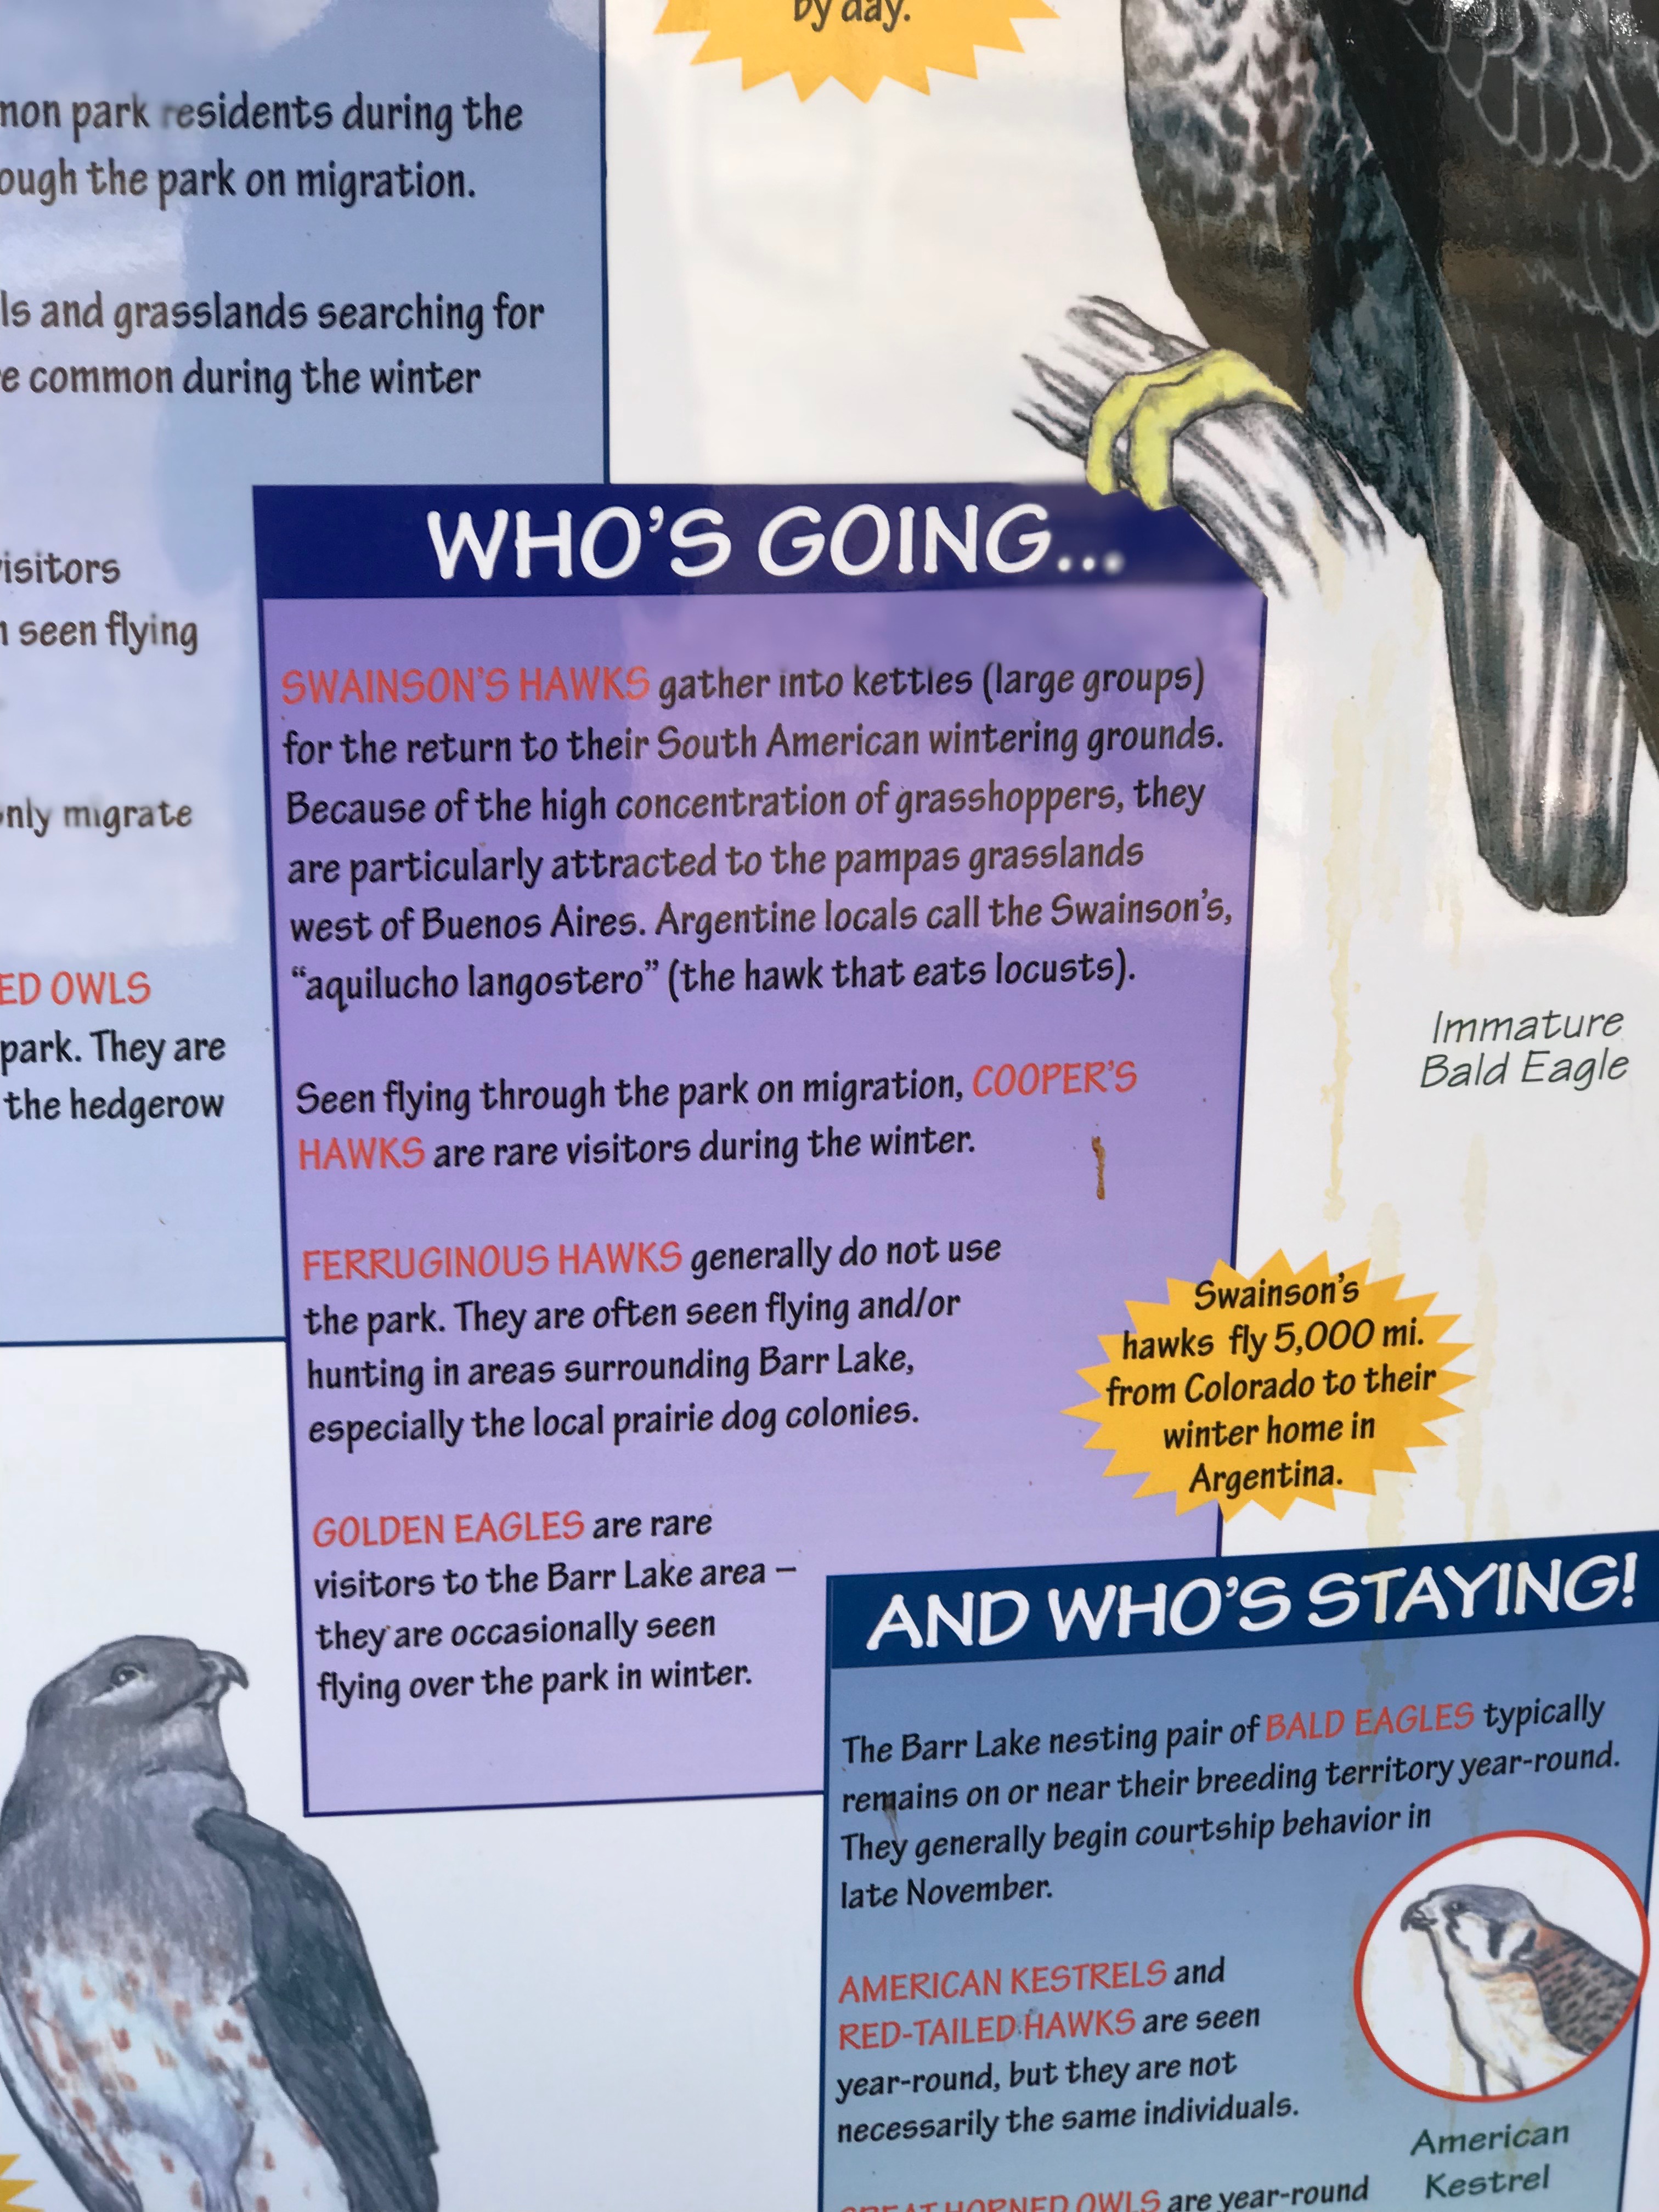 by day.
park residents during the
the park on migration.
and grasslands searching for
common during the winter
seen flying
migrate
OWLS
park. They are
the hedgerow
WHO'S GOING...
SWAINSON'S HAWKS gather into kettles (large groups)
for the return to their South American wintering grounds.
Because of the high concentration of grasshoppers, they
are particularly attracted to the pampas grasslands
west of Buenos Aires. Argentine locals call the Swainson's,
“aquilucho langostero” (the hawk that eats locusts).
Seen flying through the park on migration, COOPER'S
HAWKS are rare visitors during the winter.
FERRUGINOUS HAWKS generally do not use
the park. They are often seen flying and/or
hunting in areas surrounding Barr Lake,
especially the local prairie dog colonies.
GOLDEN EAGLES are rare
visitors to the Barr Lake area –
they are occasionally seen
flying over the park in winter.
Immature
Bald Eagle
Swainson's
hawks fly 5,000 mi.
from Colorado to their
winter home in
Argentina.
AND WHO'S STAYING!
The Barr Lake nesting pair of BALD EAGLES typically
remains on or near their breeding territory year-round.
They generally begin courtship behavior in
late November.
AMERICAN KESTRELS and
RED-TAILED HAWKS are seen
year-round, but they are not
necessarily the same individuals.
American
Kestrel
GREAT HORNED OWLS are year-round